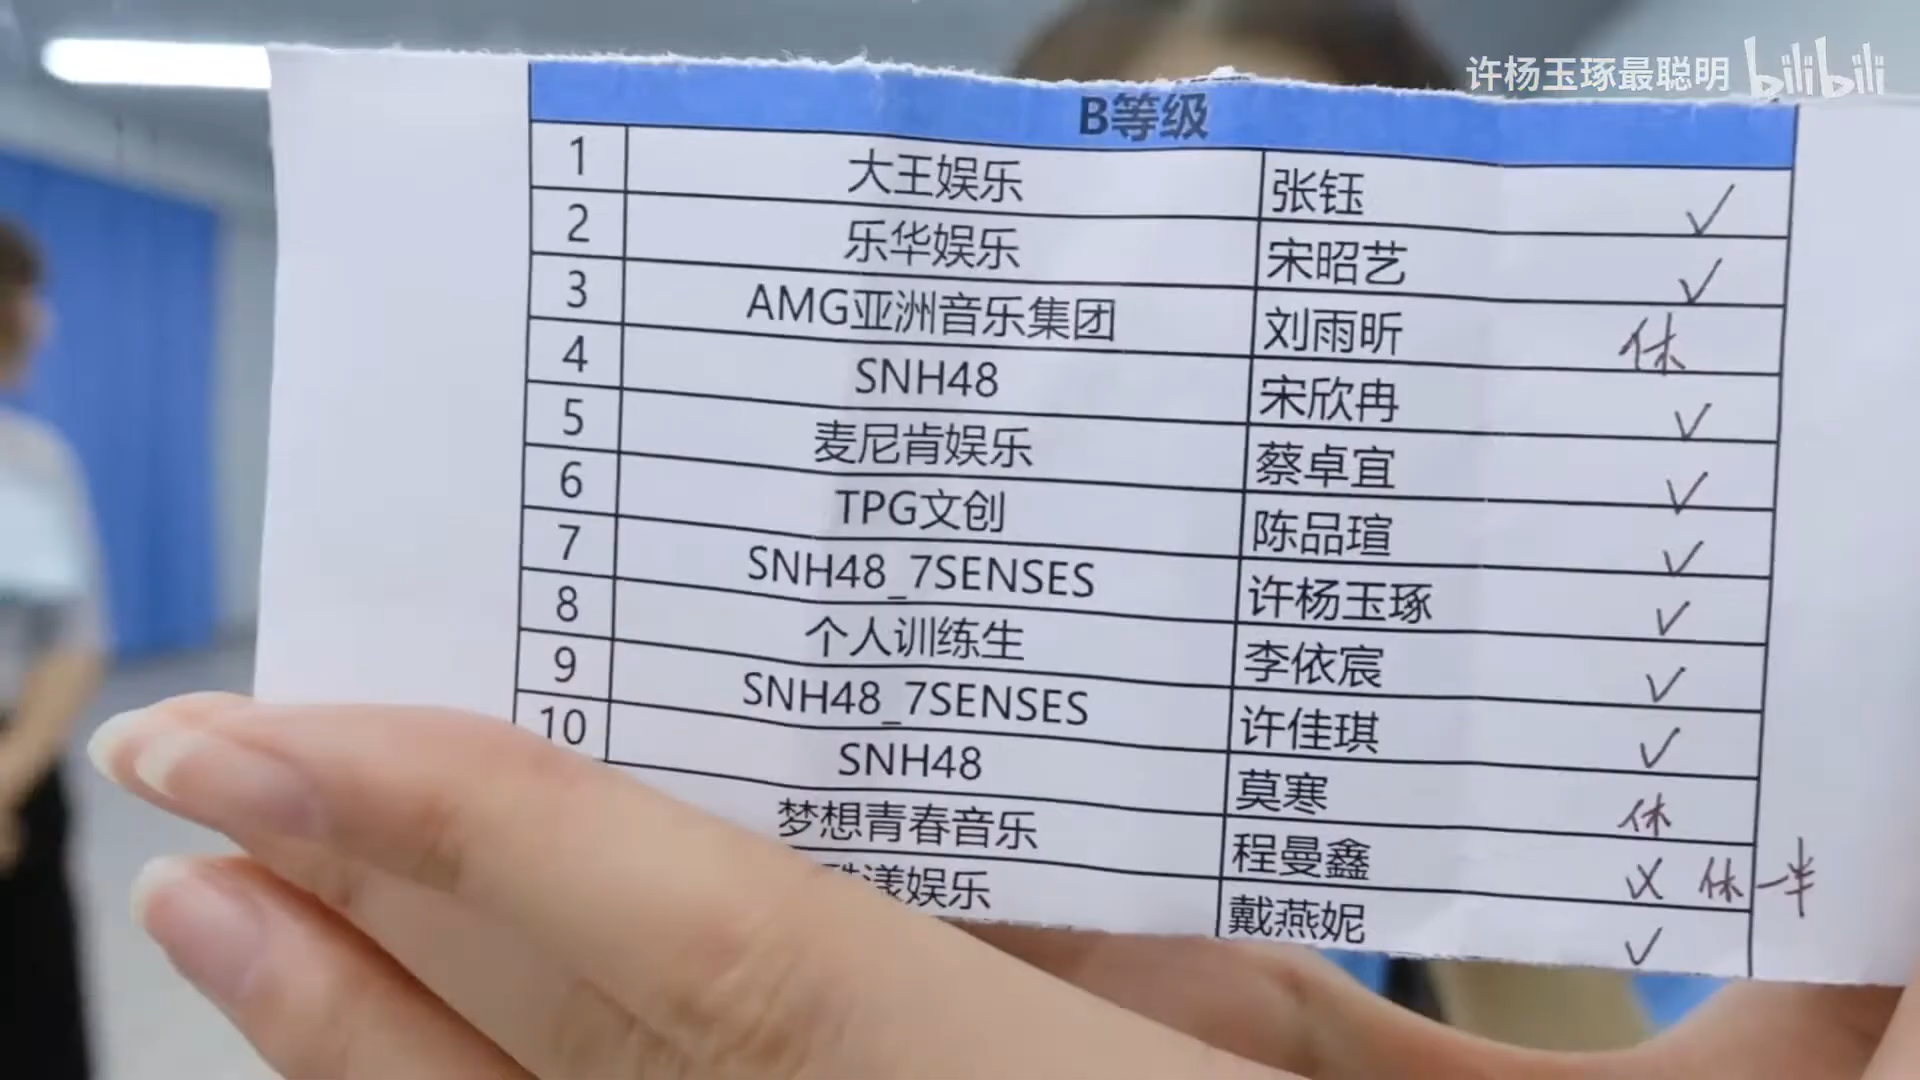 许杨玉琢最聪明 bilibili
B等级
1 大王娱乐 张钰 ✓
2 乐华娱乐 宋昭艺 ✓
3 AMG亚洲音乐集团 刘雨昕 休
4 SNH48 宋欣冉 ✓
5 麦尼肯娱乐 蔡卓宜 ✓
6 TPG文创 陈品瑄 ✓
7 SNH48_7SENSES 许杨玉琢 ✓
8 个人训练生 李依宸 ✓
9 SNH48_7SENSES 许佳琪 ✓
10 SNH48 莫寒 休
梦想青春音乐 程曼鑫 休一半
漾娱乐 戴燕妮 ✓